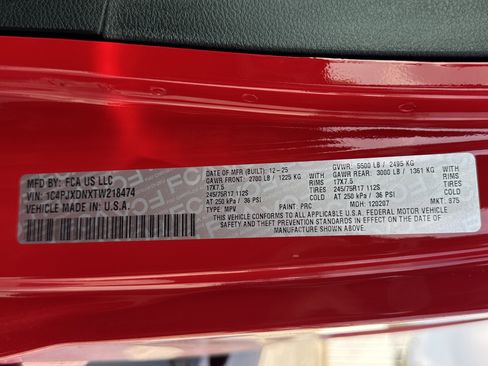 MFD BY: FCA US LLC
VIN: 1C4PJXDNXTW218474
VEHICLE MADE IN: U.S.A.
DATE OF MFR (BUILT): 12-25
GVWR: 5500 LB / 2495 KG
GAWR FRONT: 2700 LB / 1225 KG WITH
GAWR REAR: 3000 LB / 1361 KG WITH
17X7.5 RIMS
17X7.5 RIMS
245/75R17 112S TIRES
245/75R17 112S TIRES
AT 250 kPa / 36 PSI COLD
AT 250 kPa / 36 PSI COLD
THIS VEHICLE CONFORMS TO ALL APPLICABLE U.S.A. FEDERAL MOTOR VEHICLE
SAFETY AND THEFT PREVENTION STANDARDS IN EFFECT ON THE DATE OF
MANUFACTURE SHOWN ABOVE.
TYPE: MPV PAINT: PRC MDH: 120207 MKT: 975